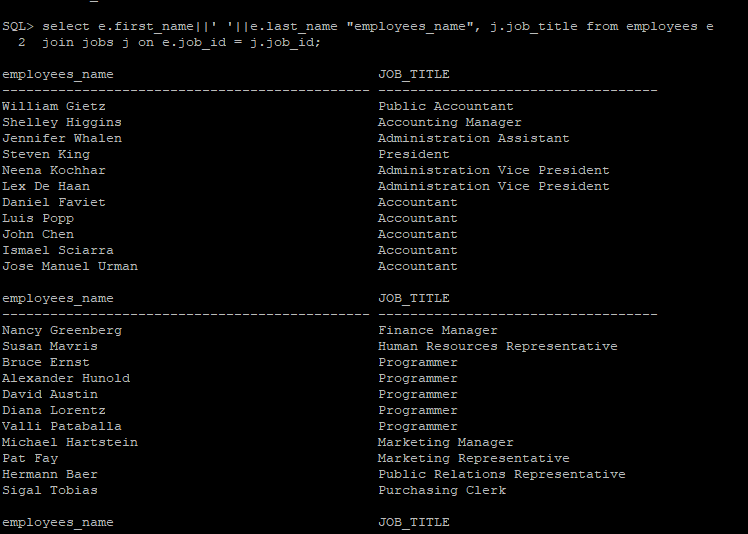 SQL> select e.first_name||' '||e.last_name "employees_name", j.job_title from employees e
  2  join jobs j on e.job_id = j.job_id;
employees_name                                 JOB_TITLE
---------------------------------------------- -----------------------------------
William Gietz                                  Public Accountant
Shelley Higgins                                Accounting Manager
Jennifer Whalen                                Administration Assistant
Steven King                                    President
Neena Kochhar                                  Administration Vice President
Lex De Haan                                    Administration Vice President
Daniel Faviet                                  Accountant
Luis Popp                                      Accountant
John Chen                                      Accountant
Ismael Sciarra                                 Accountant
Jose Manuel Urman                              Accountant
employees_name                                 JOB_TITLE
---------------------------------------------- -----------------------------------
Nancy Greenberg                                Finance Manager
Susan Mavris                                   Human Resources Representative
Bruce Ernst                                    Programmer
Alexander Hunold                               Programmer
David Austin                                   Programmer
Diana Lorentz                                  Programmer
Valli Pataballa                                Programmer
Michael Hartstein                              Marketing Manager
Pat Fay                                        Marketing Representative
Hermann Baer                                   Public Relations Representative
Sigal Tobias                                   Purchasing Clerk
employees_name                                 JOB_TITLE